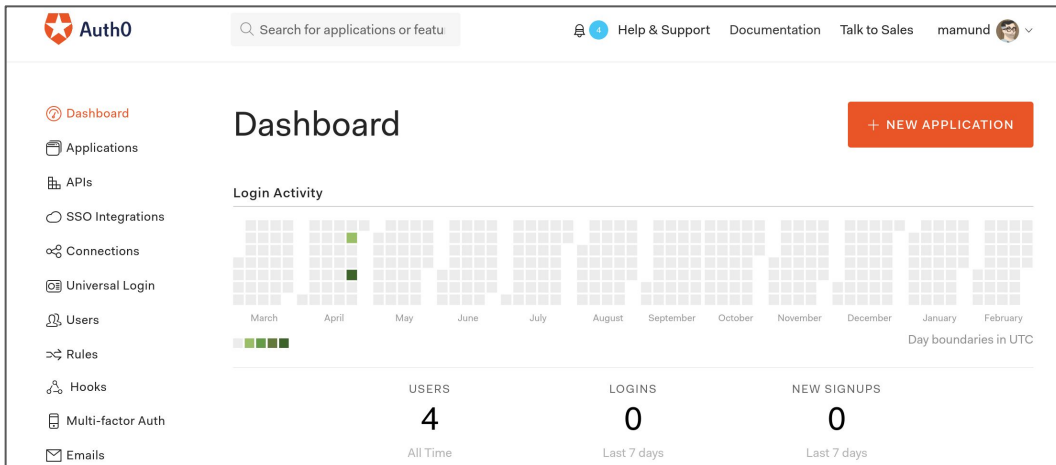 Auth0
Search for applications or featu
4
Help & Support
Documentation
Talk to Sales
mamund
Dashboard
Applications
APIs
SSO Integrations
Connections
Universal Login
Users
Rules
Hooks
Multi-factor Auth
Emails
Dashboard
+ NEW APPLICATION
Login Activity
March April May June July August September October November December January February
Day boundaries in UTC
USERS
4
All Time
LOGINS
0
Last 7 days
NEW SIGNUPS
0
Last 7 days